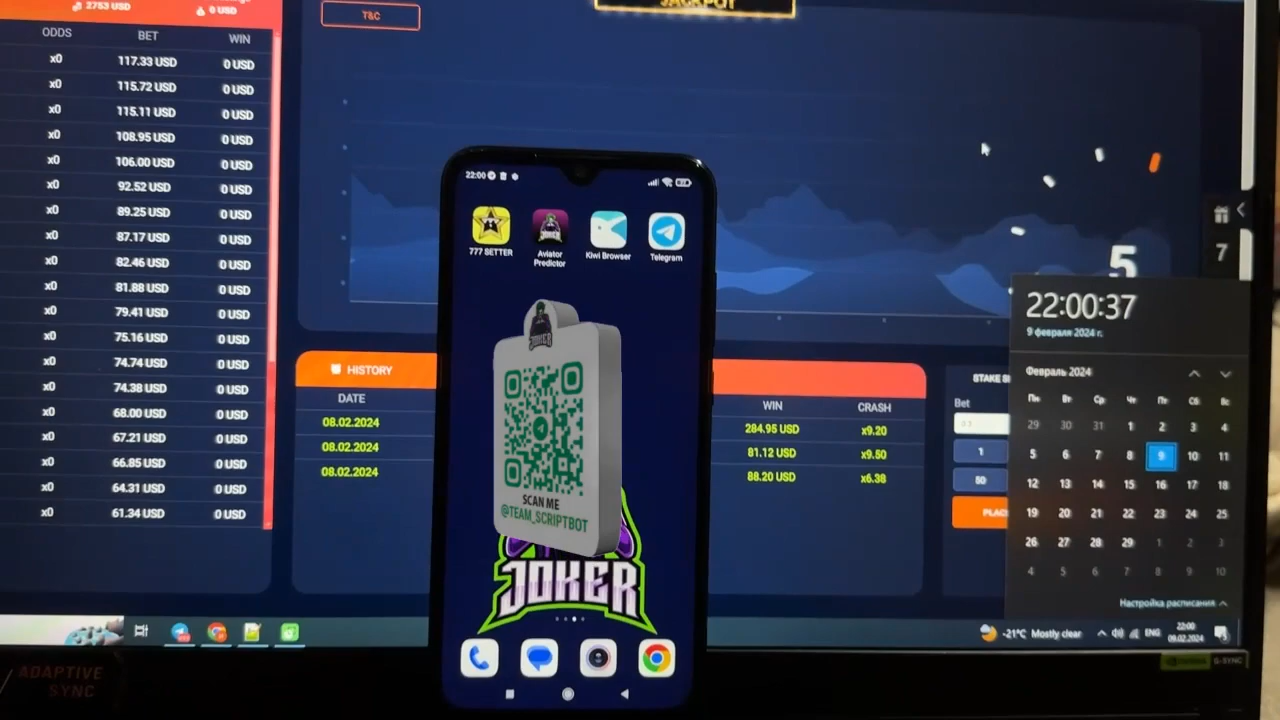 2753 USD
0 USD
ODDS BET WIN
x0 117.33 USD 0 USD
x0 115.72 USD 0 USD
x0 115.11 USD 0 USD
x0 108.95 USD 0 USD
x0 106.00 USD 0 USD
x0 92.52 USD 0 USD
x0 89.25 USD 0 USD
x0 87.17 USD 0 USD
x0 82.46 USD 0 USD
x0 81.88 USD 0 USD
x0 79.41 USD 0 USD
x0 75.16 USD 0 USD
x0 74.74 USD 0 USD
x0 74.38 USD 0 USD
x0 68.00 USD 0 USD
x0 67.21 USD 0 USD
x0 66.85 USD 0 USD
x0 64.31 USD 0 USD
x0 61.34 USD 0 USD
T&C
JACKPOT
5
7
HISTORY
DATE WIN CRASH
08.02.2024 284.95 USD x9.20
08.02.2024 81.12 USD x9.50
08.02.2024 88.20 USD x6.38
Bet
1
50
22:00
777 BETTER
Aviator
Predictor
Kiwi Browser
Telegram
JOKER
SCAN ME
@TEAM_SCRIPTBOT
JOKER
22:00:37
9 февраля 2024 г.
Февраль 2024
Пн Вт Ср Чт Пт Сб Вс
29 30 31 1 2 3 4
5 6 7 8 9 10 11
12 13 14 15 16 17 18
19 20 21 22 23 24 25
26 27 28 29 1 2 3
4 5 6 7 8 9 10
Настройка расписания
-21°C Mostly clear
ENG
22:00
09.02.2024
ADAPTIVE
SYNC
G-SYNC